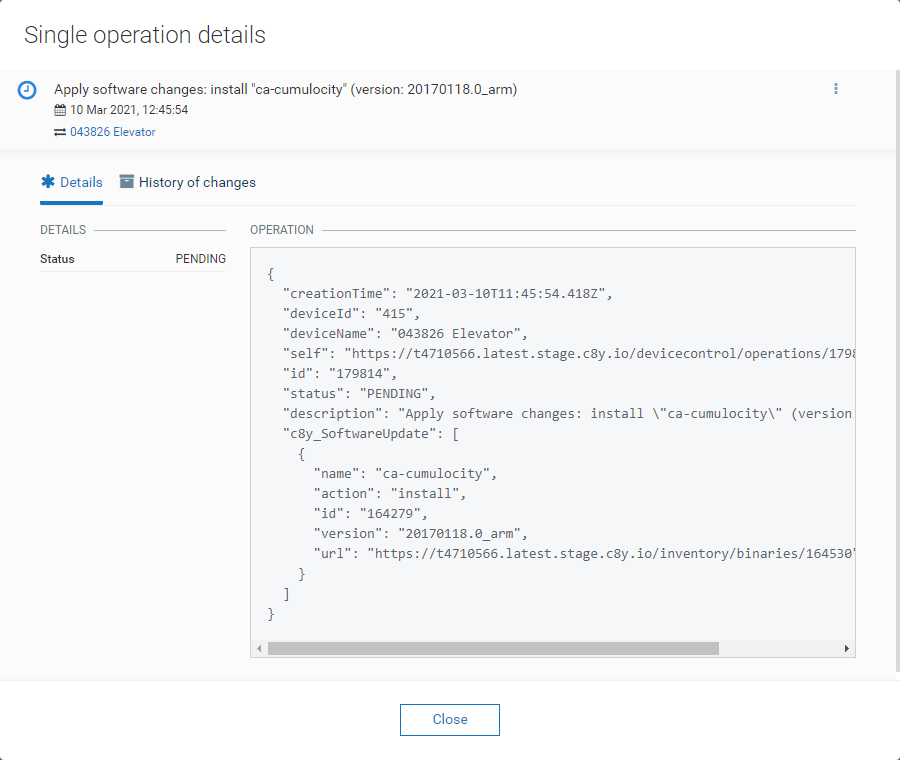 Single operation details
Apply software changes: install "ca-cumulocity" (version: 20170118.0_arm)
10 Mar 2021, 12:45:54
043826 Elevator
Details
History of changes
DETAILS
Status PENDING
OPERATION
{
"creationTime": "2021-03-10T11:45:54.418Z",
"deviceId": "415",
"deviceName": "043826 Elevator",
"self": "https://t4710566.latest.stage.c8y.io/devicecontrol/operations/1798
"id": "179814",
"status": "PENDING",
"description": "Apply software changes: install \"ca-cumulocity\" (version
"c8y_SoftwareUpdate": [
{
"name": "ca-cumulocity",
"action": "install",
"id": "164279",
"version": "20170118.0_arm",
"url": "https://t4710566.latest.stage.c8y.io/inventory/binaries/164530"
}
]
}
Close